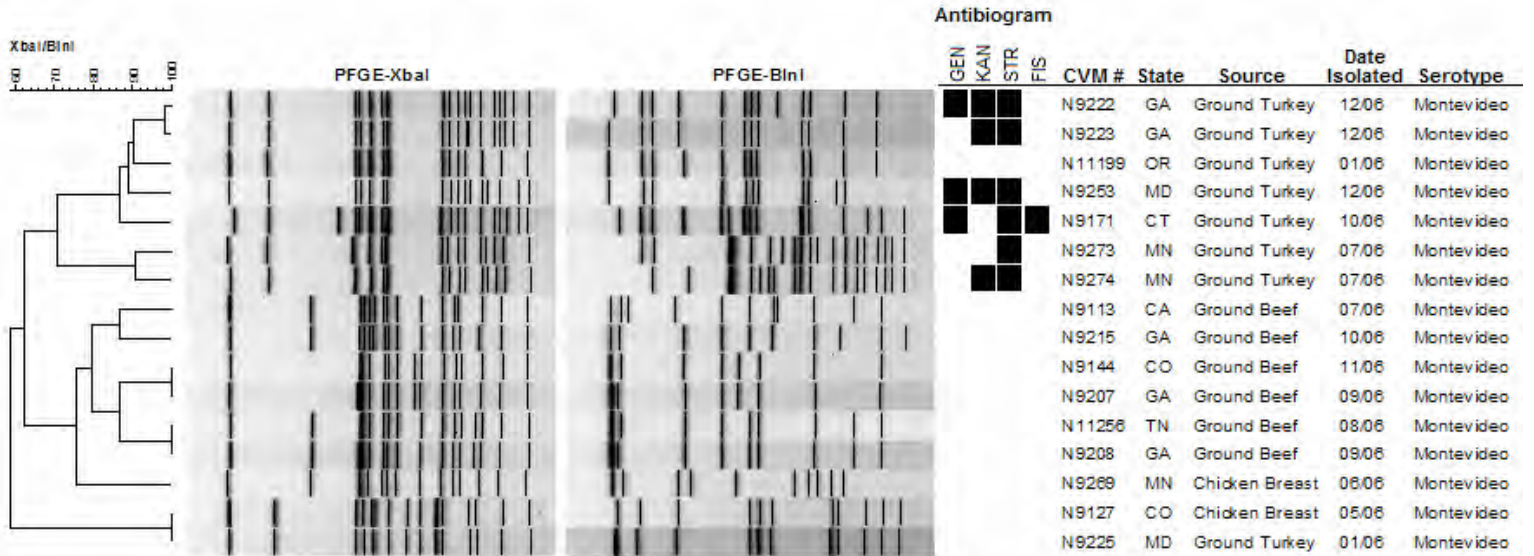 Antibiogram
XbaI/BlnI
60 70 80 90 100
PFGE-XbaI PFGE-BlnI
GEN KAN STR FIS
CVM # State Source Date Isolated Serotype
N9222 GA Ground Turkey 12/06 Montevideo
N9223 GA Ground Turkey 12/06 Montevideo
N11199 OR Ground Turkey 01/06 Montevideo
N9253 MD Ground Turkey 12/06 Montevideo
N9171 CT Ground Turkey 10/06 Montevideo
N9273 MN Ground Turkey 07/06 Montevideo
N9274 MN Ground Turkey 07/06 Montevideo
N9113 CA Ground Beef 07/06 Montevideo
N9215 GA Ground Beef 10/06 Montevideo
N9144 CO Ground Beef 11/06 Montevideo
N9207 GA Ground Beef 09/06 Montevideo
N11256 TN Ground Beef 08/06 Montevideo
N9208 GA Ground Beef 09/06 Montevideo
N9269 MN Chicken Breast 06/06 Montevideo
N9127 CO Chicken Breast 05/06 Montevideo
N9225 MD Ground Turkey 01/06 Montevideo